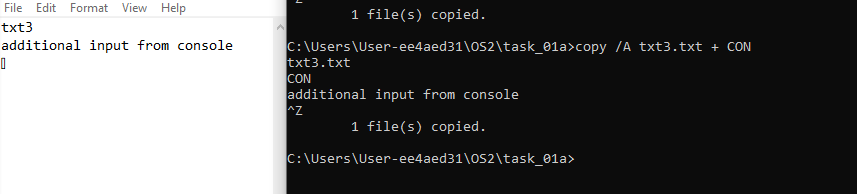 File Edit Format View Help
txt3
additional input from console
^Z
1 file(s) copied.
C:\Users\User-ee4aed31\OS2\task_01a>copy /A txt3.txt + CON
txt3.txt
CON
additional input from console
^Z
1 file(s) copied.
C:\Users\User-ee4aed31\OS2\task_01a>